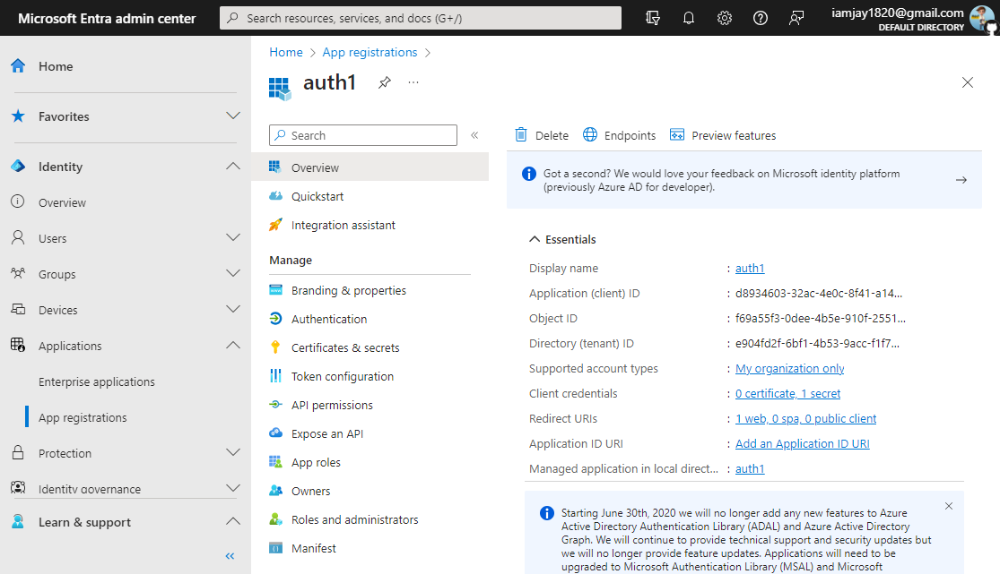 Microsoft Entra admin center
Search resources, services, and docs (G+/)
iamjay1820@gmail.com
DEFAULT DIRECTORY
Home
Favorites
Identity
Overview
Users
Groups
Devices
Applications
Enterprise applications
App registrations
Protection
Identity governance
Learn & support
Home > App registrations >
auth1
Search
Overview
Quickstart
Integration assistant
Manage
Branding & properties
Authentication
Certificates & secrets
Token configuration
API permissions
Expose an API
App roles
Owners
Roles and administrators
Manifest
Delete Endpoints Preview features
Got a second? We would love your feedback on Microsoft identity platform
(previously Azure AD for developer).
Essentials
Display name : auth1
Application (client) ID : d8934603-32ac-4e0c-8f41-a14...
Object ID : f69a55f3-0dee-4b5e-910f-2551...
Directory (tenant) ID : e904fd2f-6bf1-4b53-9acc-f1f7...
Supported account types : My organization only
Client credentials : 0 certificate, 1 secret
Redirect URIs : 1 web, 0 spa, 0 public client
Application ID URI : Add an Application ID URI
Managed application in local direct... : auth1
Starting June 30th, 2020 we will no longer add any new features to Azure
Active Directory Authentication Library (ADAL) and Azure Active Directory
Graph. We will continue to provide technical support and security updates but
we will no longer provide feature updates. Applications will need to be
upgraded to Microsoft Authentication Library (MSAL) and Microsoft